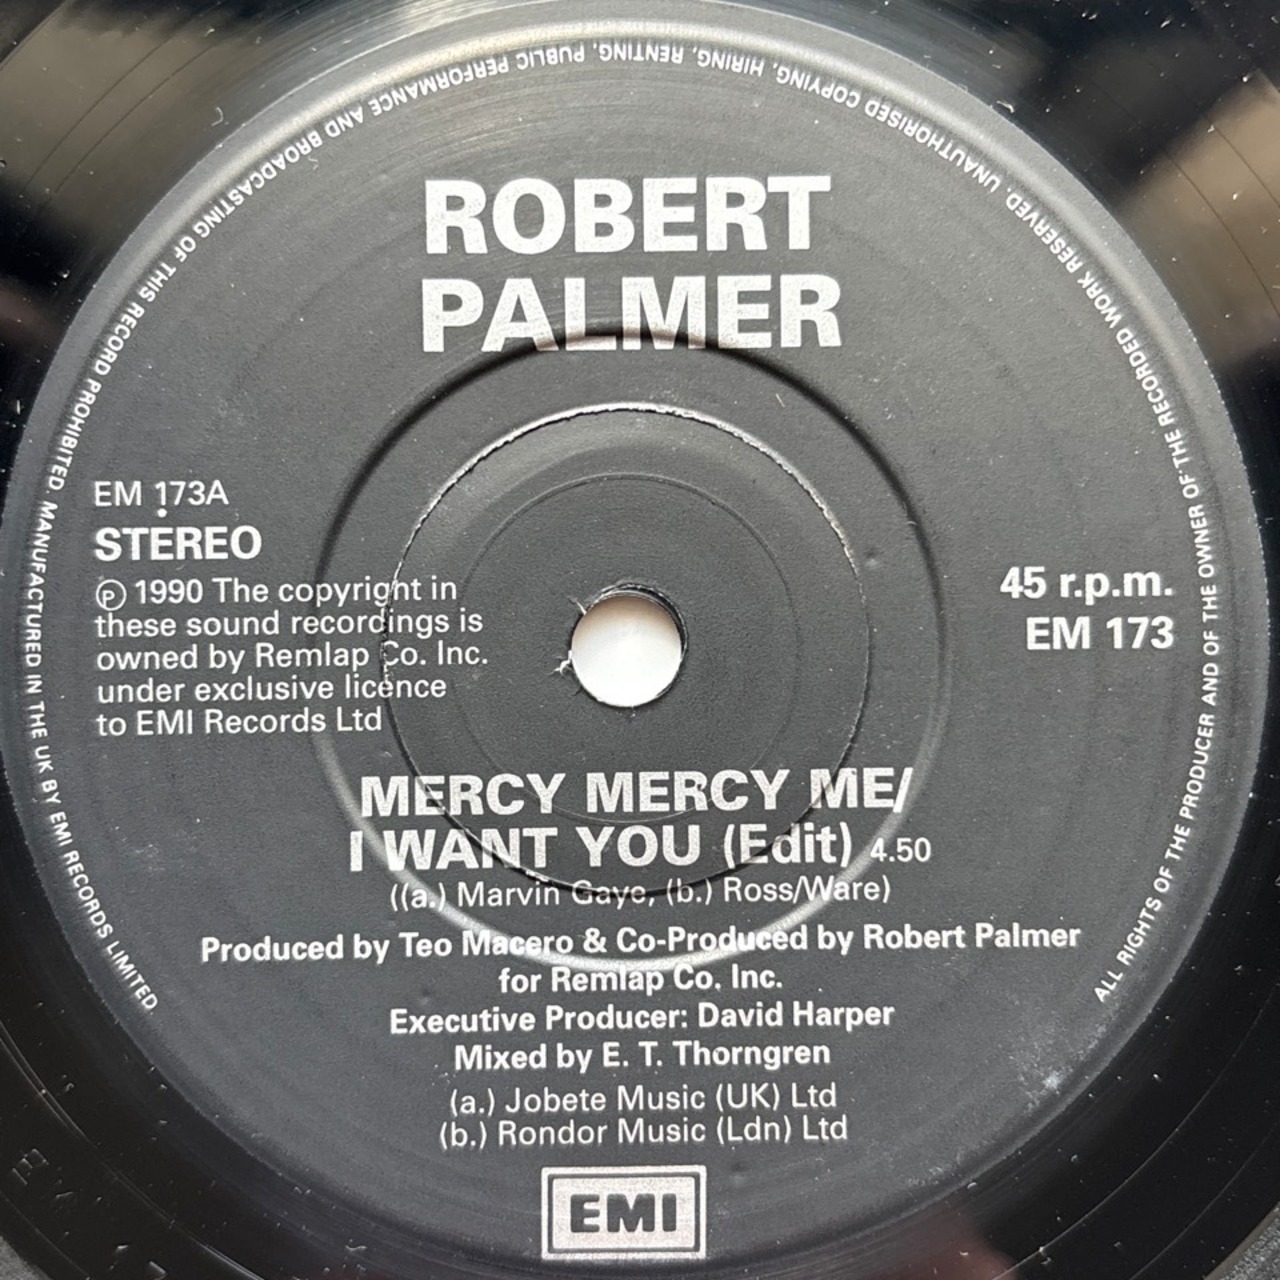 ROBERT
PALMER
EM 173A
STEREO
℗ 1990 The copyright in
these sound recordings is
owned by Remlap Co. Inc.
under exclusive licence
to EMI Records Ltd
45 r.p.m.
EM 173
MERCY MERCY ME/
I WANT YOU (Edit) 4.50
((a.) Marvin Gaye, (b.) Ross/Ware)
Produced by Teo Macero & Co-Produced by Robert Palmer
for Remlap Co. Inc.
Executive Producer: David Harper
Mixed by E. T. Thorngren
(a.) Jobete Music (UK) Ltd
(b.) Rondor Music (Ldn) Ltd
EMI
ALL RIGHTS OF THE PRODUCER AND OF THE OWNER OF THE RECORDED WORK RESERVED. UNAUTHORISED COPYING, HIRING, RENTING, PUBLIC PERFORMANCE AND BROADCASTING OF THIS RECORD PROHIBITED. MANUFACTURED IN THE UK BY EMI RECORDS LIMITED